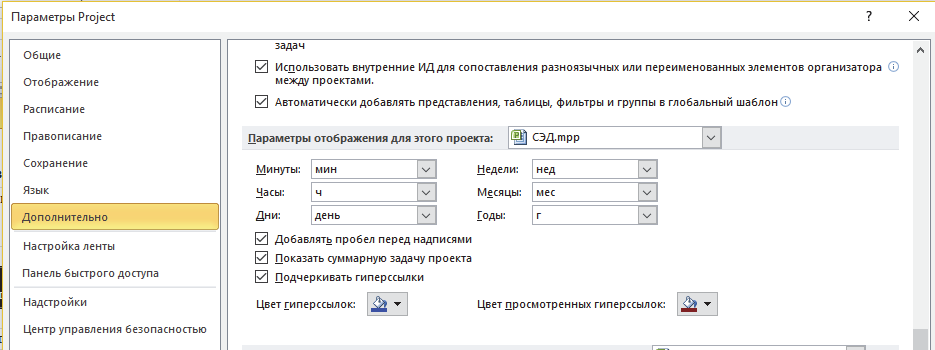 Параметры Project
Общие
Отображение
Расписание
Правописание
Сохранение
Язык
Дополнительно
Настройка ленты
Панель быстрого доступа
Надстройки
Центр управления безопасностью
задач
Использовать внутренние ИД для сопоставления разноязычных или переименованных элементов организатора
между проектами.
Автоматически добавлять представления, таблицы, фильтры и группы в глобальный шаблон
Параметры отображения для этого проекта: СЭД.mpp
Минуты: мин Недели: нед
Часы: ч Месяцы: мес
Дни: день Годы: г
Добавлять пробел перед надписями
Показать суммарную задачу проекта
Подчеркивать гиперссылки
Цвет гиперссылок: Цвет просмотренных гиперссылок: